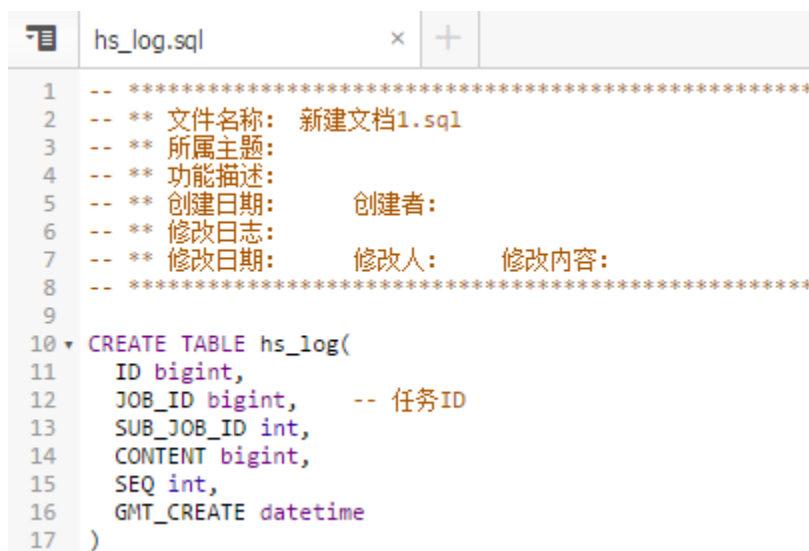 hs_log.sql × +
1 -- ****************************************************
2 -- ** 文件名称: 新建文档1.sql
3 -- ** 所属主题:
4 -- ** 功能描述:
5 -- ** 创建日期: 创建者:
6 -- ** 修改日志:
7 -- ** 修改日期: 修改人: 修改内容:
8 -- ****************************************************
9
10 CREATE TABLE hs_log(
11 ID bigint,
12 JOB_ID bigint, -- 任务ID
13 SUB_JOB_ID int,
14 CONTENT bigint,
15 SEQ int,
16 GMT_CREATE datetime
17 )